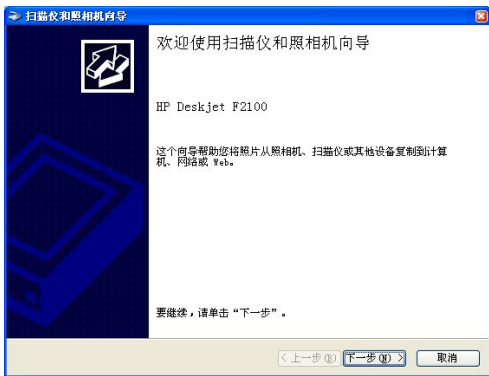 扫描仪和照相机向导
欢迎使用扫描仪和照相机向导
HP Deskjet F2100
这个向导帮助您将照片从照相机、扫描仪或其他设备复制到计算
机、网络或 Web。
要继续，请单击“下一步”。
< 上一步(B) 下一步(N) > 取消